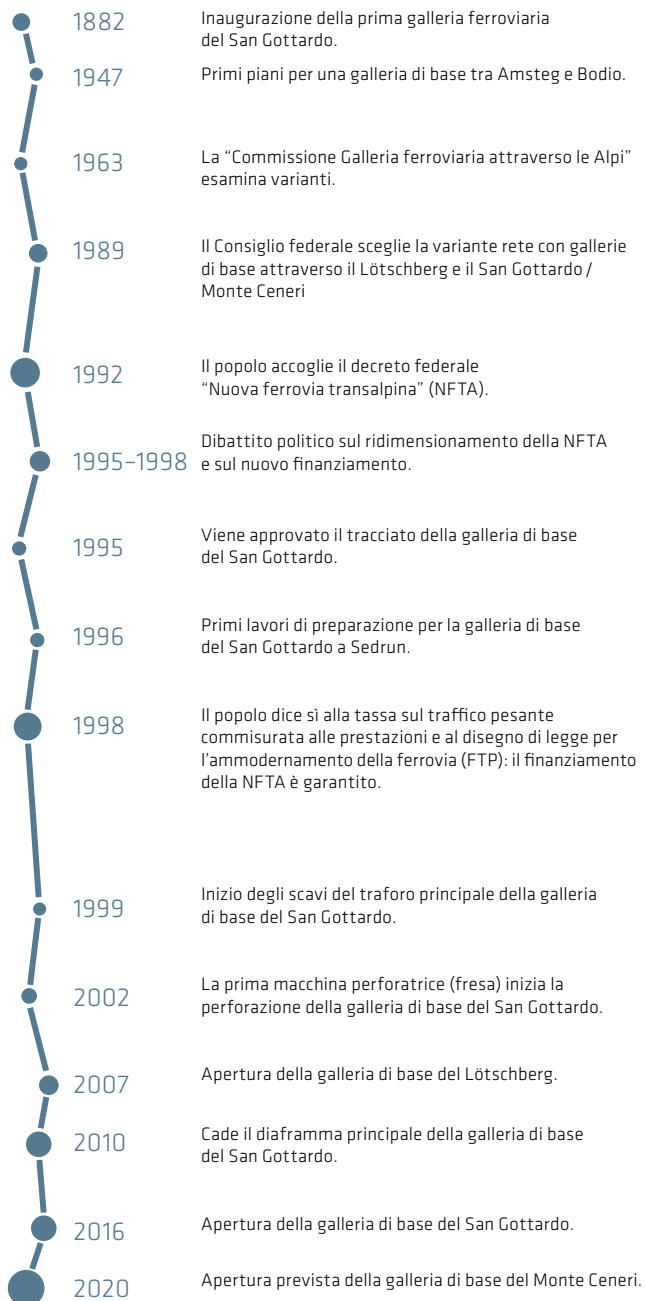 1882
Inaugurazione della prima galleria ferroviaria
del San Gottardo.
1947
Primi piani per una galleria di base tra Amsteg e Bodio.
1963
La “Commissione Galleria ferroviaria attraverso le Alpi”
esamina varianti.
1989
Il Consiglio federale sceglie la variante rete con gallerie
di base attraverso il Lötschberg e il San Gottardo /
Monte Ceneri
1992
Il popolo accoglie il decreto federale
“Nuova ferrovia transalpina” (NFTA).
1995–1998
Dibattito politico sul ridimensionamento della NFTA
e sul nuovo finanziamento.
1995
Viene approvato il tracciato della galleria di base
del San Gottardo.
1996
Primi lavori di preparazione per la galleria di base
del San Gottardo a Sedrun.
1998
Il popolo dice sì alla tassa sul traffico pesante
commisurata alle prestazioni e al disegno di legge per
l’ammodernamento della ferrovia (FTP): il finanziamento
della NFTA è garantito.
1999
Inizio degli scavi del traforo principale della galleria
di base del San Gottardo.
2002
La prima macchina perforatrice (fresa) inizia la
perforazione della galleria di base del San Gottardo.
2007
Apertura della galleria di base del Lötschberg.
2010
Cade il diaframma principale della galleria di base
del San Gottardo.
2016
Apertura della galleria di base del San Gottardo.
2020
Apertura prevista della galleria di base del Monte Ceneri.